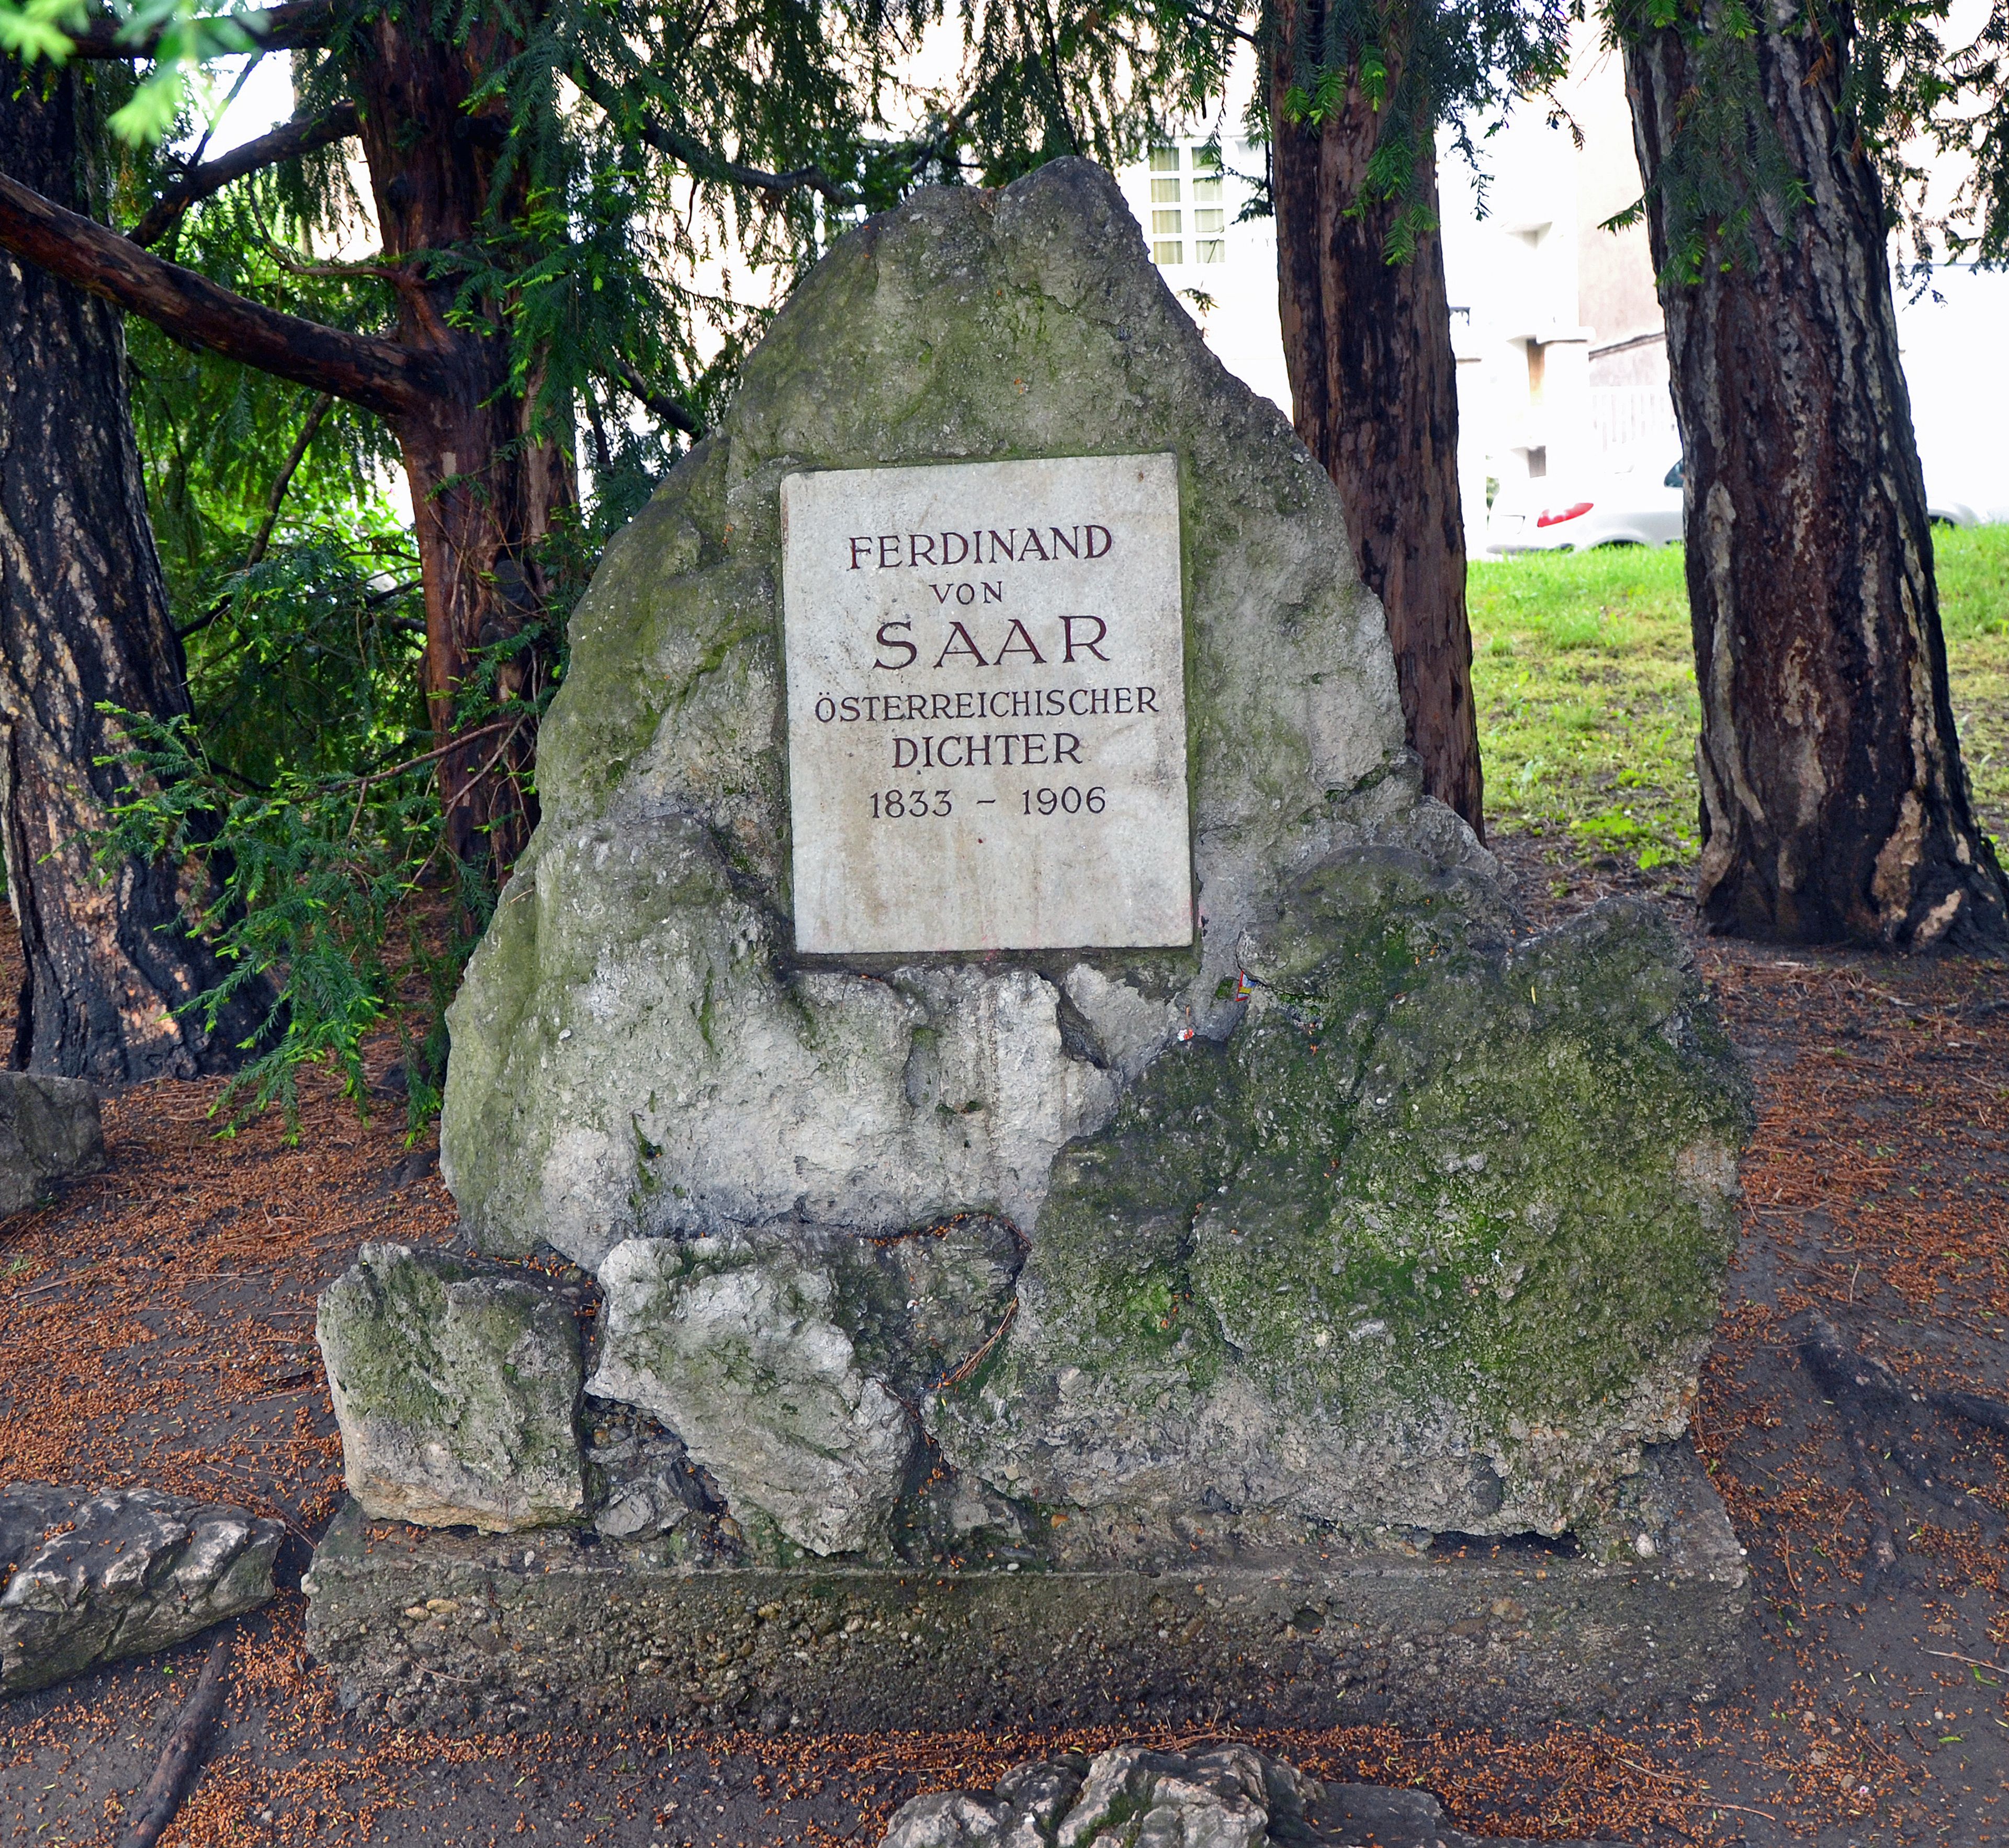 FERDINAND
VON
SAAR
ÖSTERREICHISCHER
DICHTER
1833 - 1906